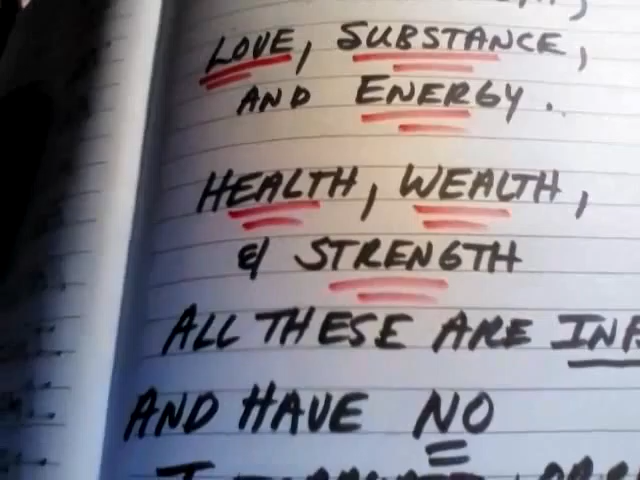 LOVE, SUBSTANCE,
AND ENERGY.
HEALTH, WEALTH,
& STRENGTH
ALL THESE ARE
AND HAVE NO